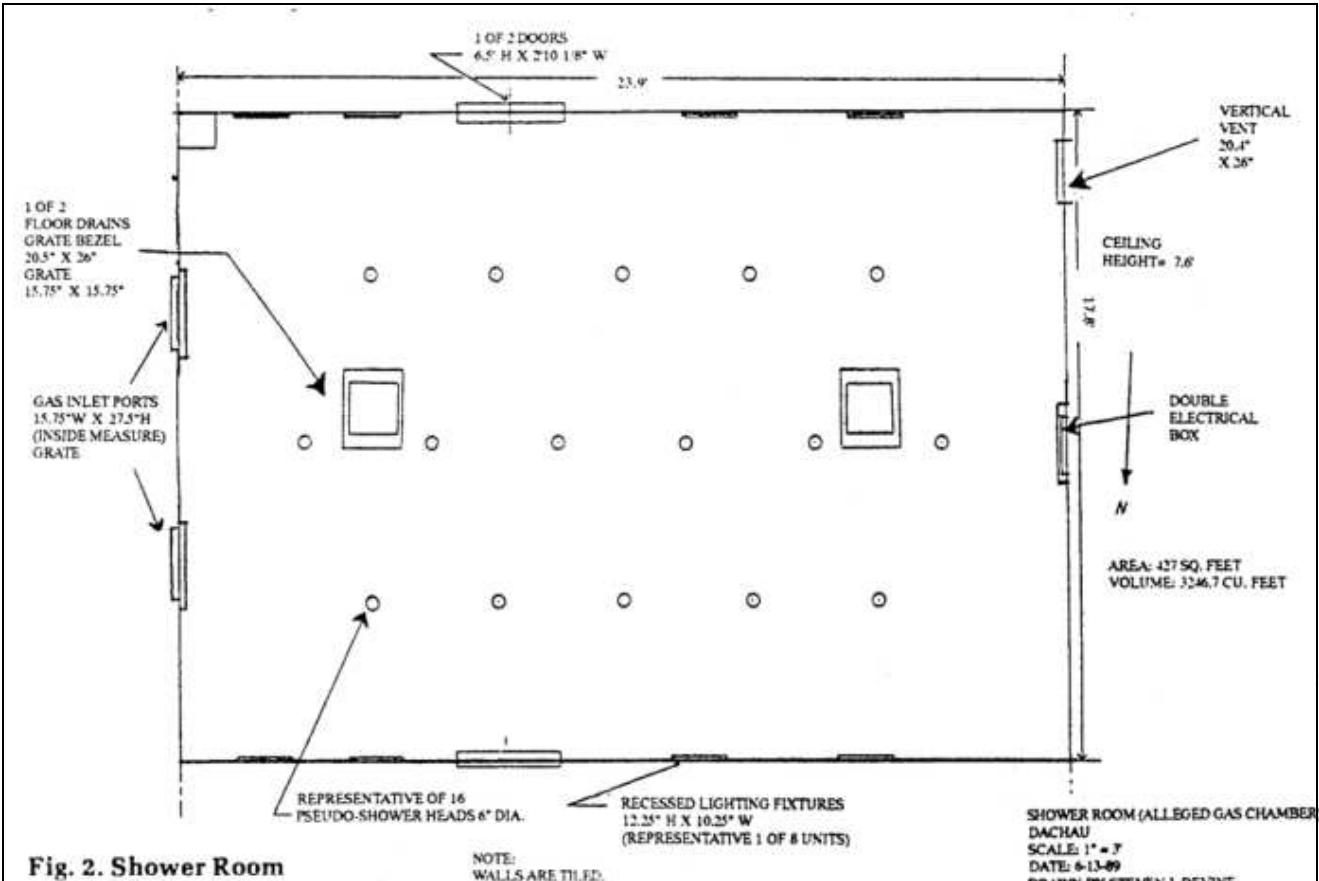 1 OF 2 DOORS
6.5' H X 2'10 1/8" W
23.9'
VERTICAL
VENT
20.4"
X 26"
1 OF 2
FLOOR DRAINS
GRATE BEZEL
20.5" X 26"
GRATE
15.75" X 15.75"
CEILING
HEIGHT= 7.6'
17.8'
GAS INLET PORTS
15.75"W X 27.5"H
(INSIDE MEASURE)
GRATE
DOUBLE
ELECTRICAL
BOX
N
AREA: 427 SQ. FEET
VOLUME: 3246.7 CU. FEET
REPRESENTATIVE OF 16
PSEUDO-SHOWER HEADS 6" DIA.
RECESSED LIGHTING FIXTURES
12.25" H X 10.25" W
(REPRESENTATIVE 1 OF 8 UNITS)
SHOWER ROOM (ALLEGED GAS CHAMBER
DACHAU
SCALE: 1" = 3'
DATE: 6-13-89
Fig. 2. Shower Room
NOTE:
WALLS ARE TILED.